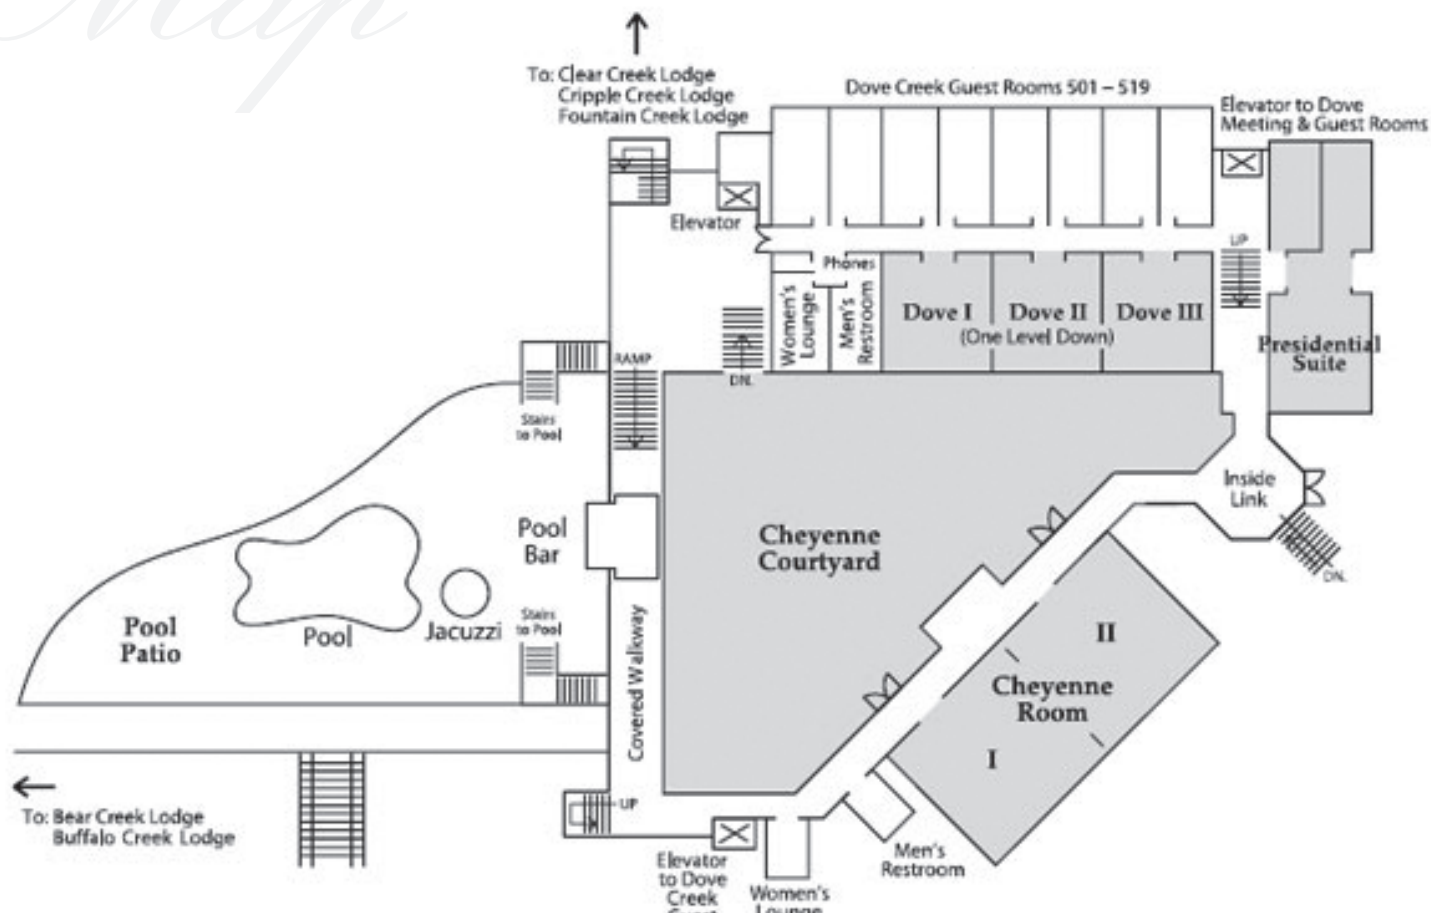 Map
To: Clear Creek Lodge
Cripple Creek Lodge
Fountain Creek Lodge
Dove Creek Guest Rooms 501 – 519
Elevator to Dove
Meeting & Guest Rooms
Elevator
UP
Phones
Women's
Lounge
Men's
Restroom
Dove I
Dove II
Dove III
(One Level Down)
Presidential
Suite
RAMP
DN.
Stairs
to Pool
Inside
Link
DN.
Pool
Bar
Cheyenne
Courtyard
Pool
Patio
Pool
Jacuzzi
Stairs
to Pool
Covered Walkway
II
Cheyenne
Room
I
UP
To: Bear Creek Lodge
Buffalo Creek Lodge
Elevator
to Dove
Creek
Guest
Women's
Lounge
Men's
Restroom